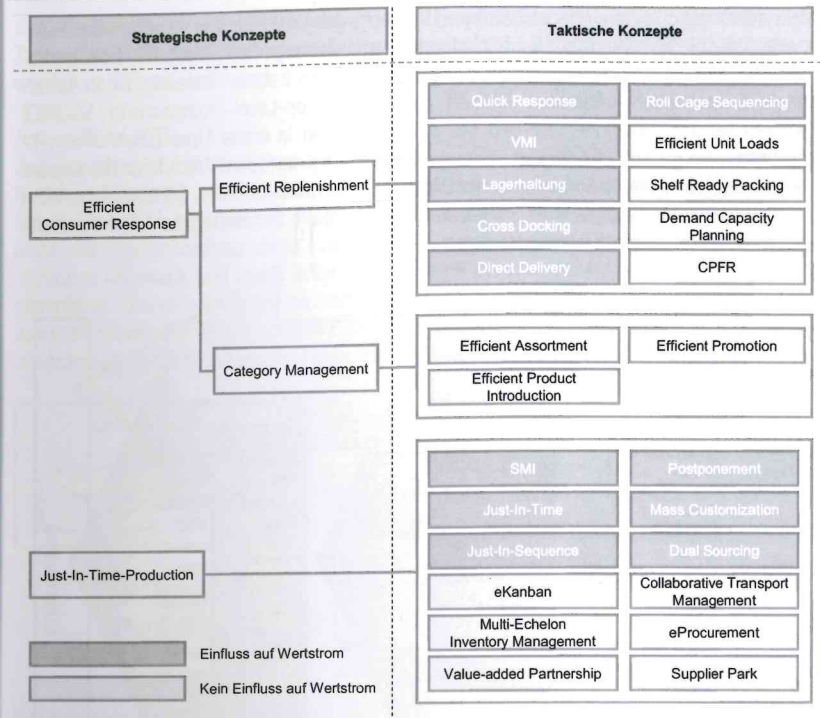 Strategische Konzepte
Taktische Konzepte
Efficient
Consumer Response
Efficient Replenishment
Quick Response
Roll Cage Sequencing
VMI
Efficient Unit Loads
Lagerhaltung
Shelf Ready Packing
Cross Docking
Demand Capacity
Planning
Direct Delivery
CPFR
Category Management
Efficient Assortment
Efficient Promotion
Efficient Product
Introduction
Just-In-Time-Production
SMI
Postponement
Just-In-Time
Mass Customization
Just-In-Sequence
Dual Sourcing
eKanban
Collaborative Transport
Management
Multi-Echelon
Inventory Management
eProcurement
Value-added Partnership
Supplier Park
Einfluss auf Wertstrom
Kein Einfluss auf Wertstrom